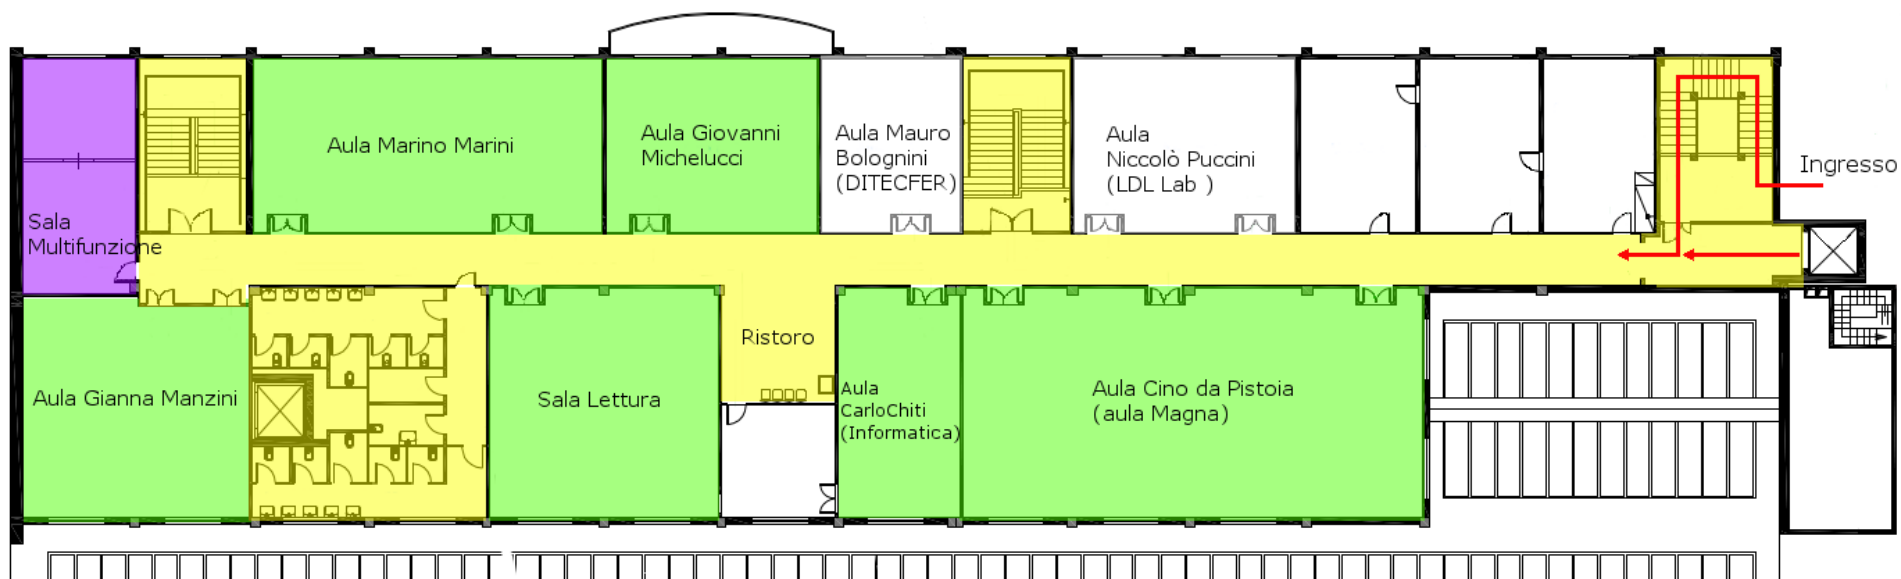 Aula Marino Marini
Aula Giovanni
Michelucci
Aula Mauro
Bolognini
(DITECFER)
Aula
Niccolò Puccini
(LDL Lab )
Ingresso
Sala
Multifunzione
Aula Gianna Manzini
Sala Lettura
Ristoro
Aula
CarloChiti
(Informatica)
Aula Cino da Pistoia
(aula Magna)